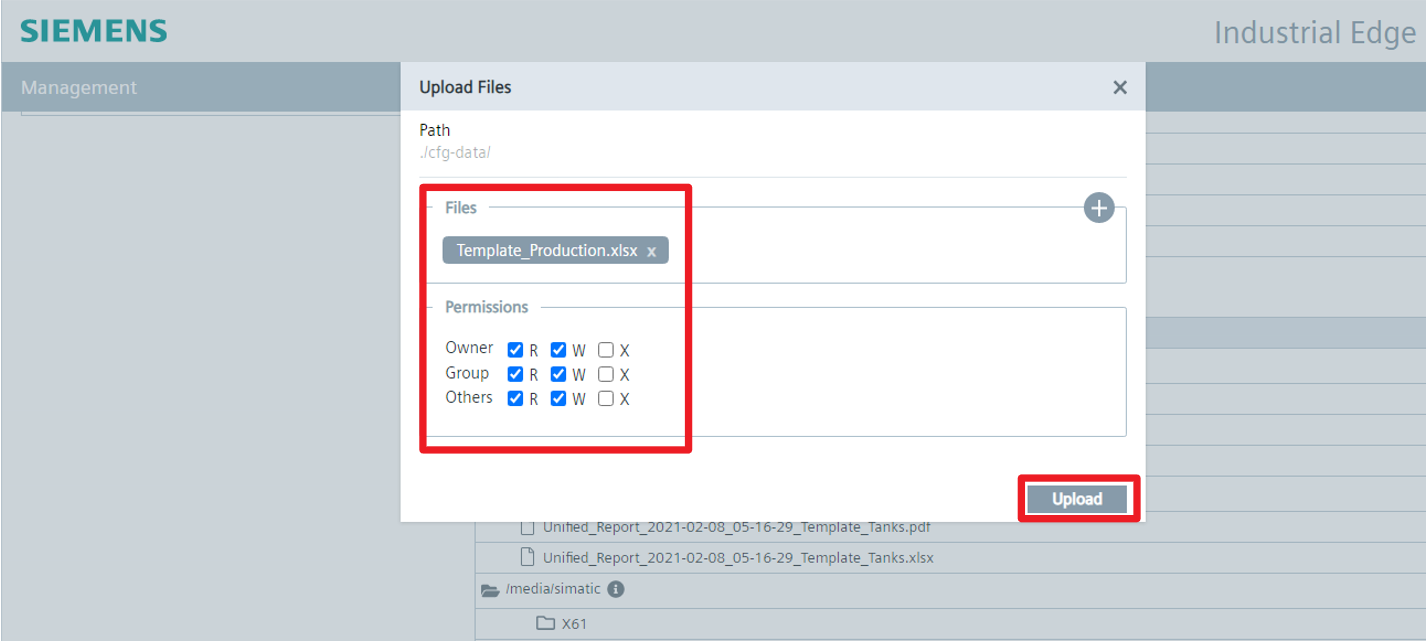 SIEMENS
Industrial Edge
Management
Upload Files
Path
./cfg-data/
Files
Template_Production.xlsx x
Permissions
Owner R W X
Group R W X
Others R W X
Upload
Unified_Report_2021-02-08_05-16-29_Template_Tanks.pdf
Unified_Report_2021-02-08_05-16-29_Template_Tanks.xlsx
/media/simatic
X61